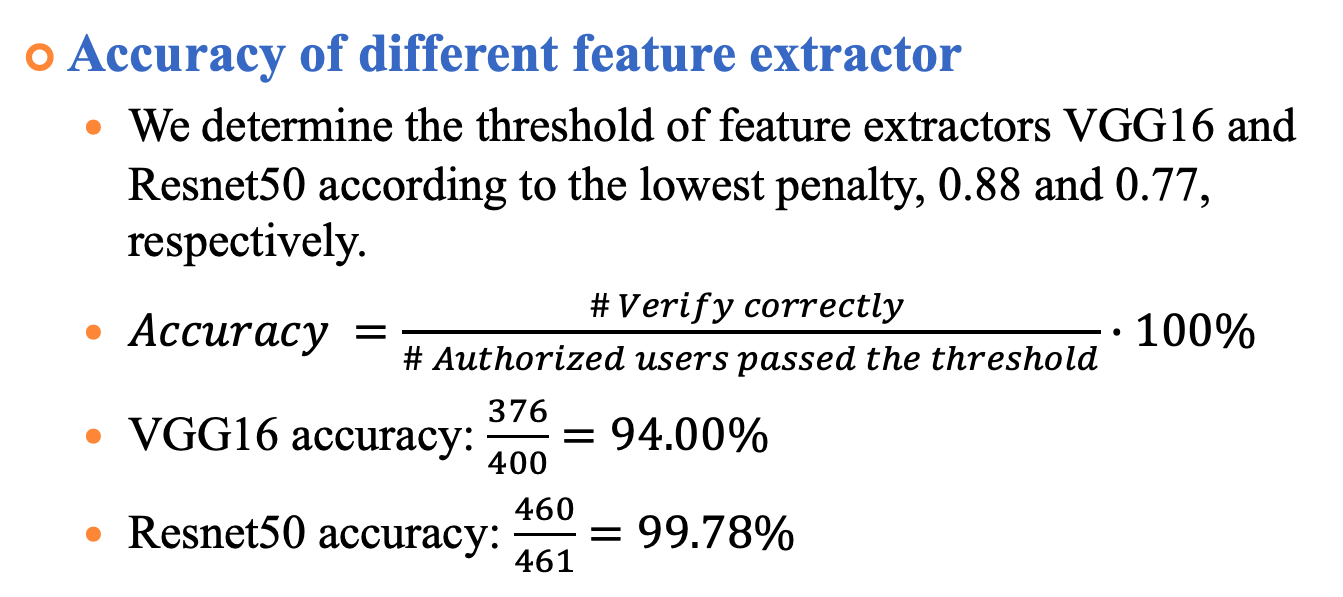 Accuracy of different feature extractor
We determine the threshold of feature extractors VGG16 and
Resnet50 according to the lowest penalty, 0.88 and 0.77,
respectively.
Accuracy = # Verify correctly / # Authorized users passed the threshold · 100%
VGG16 accuracy: 376/400 = 94.00%
Resnet50 accuracy: 460/461 = 99.78%